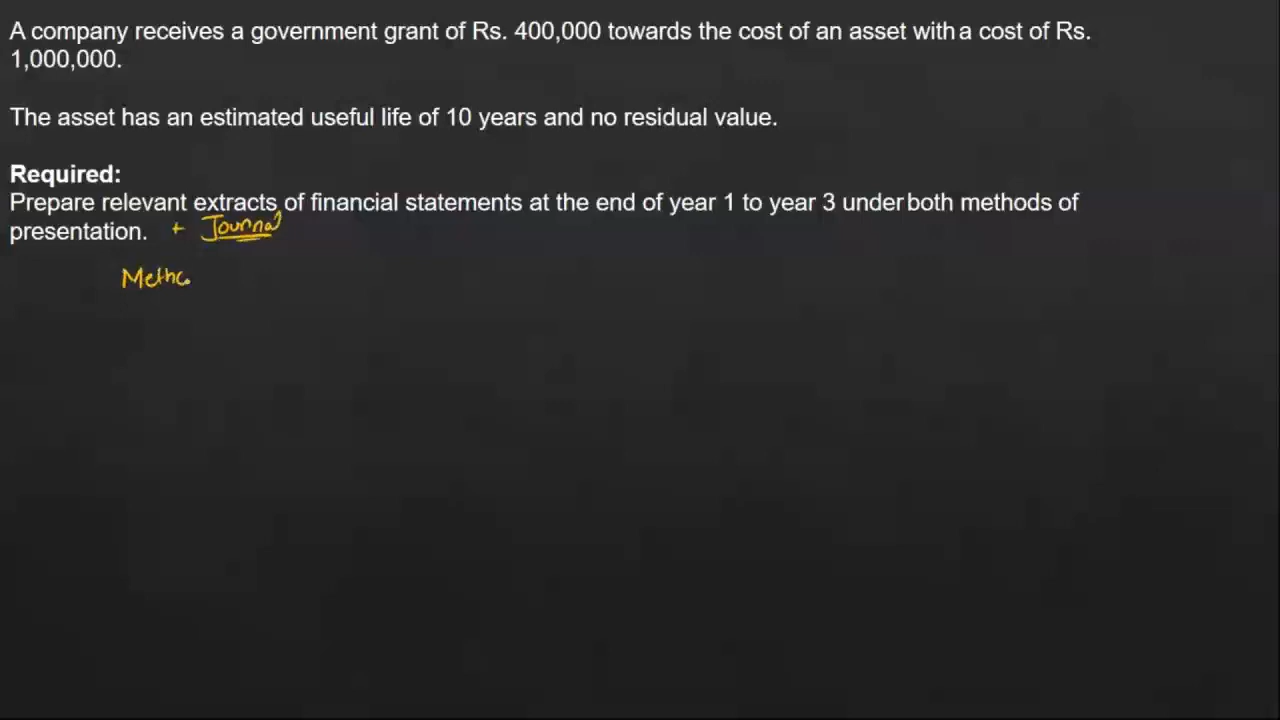 A company receives a government grant of Rs. 400,000 towards the cost of an asset with a cost of Rs.
1,000,000.
The asset has an estimated useful life of 10 years and no residual value.
Required:
Prepare relevant extracts of financial statements at the end of year 1 to year 3 under both methods of
presentation. + Journal
Metho